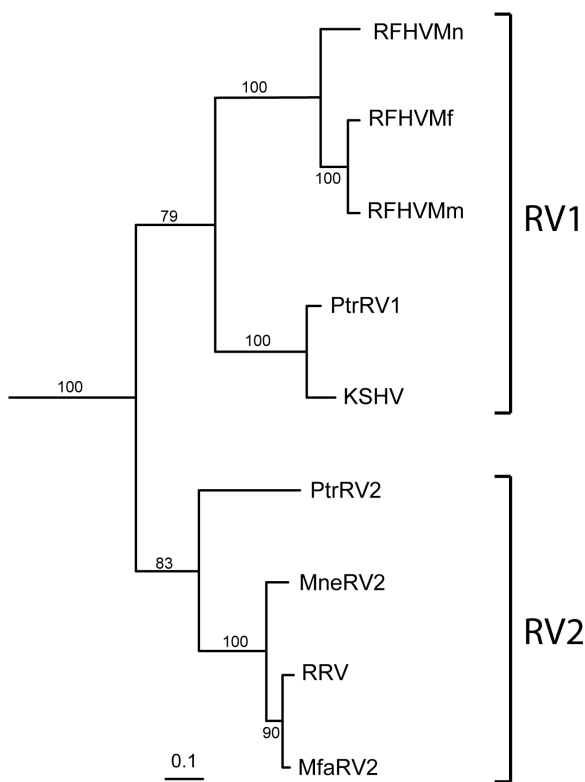 RFHVMn
100
RFHVMf
100
RFHVMm
RV1
79
PtrRV1
100
KSHV
100
PtrRV2
83
MneRV2
100
RV2
RRV
90
MfaRV2
0.1